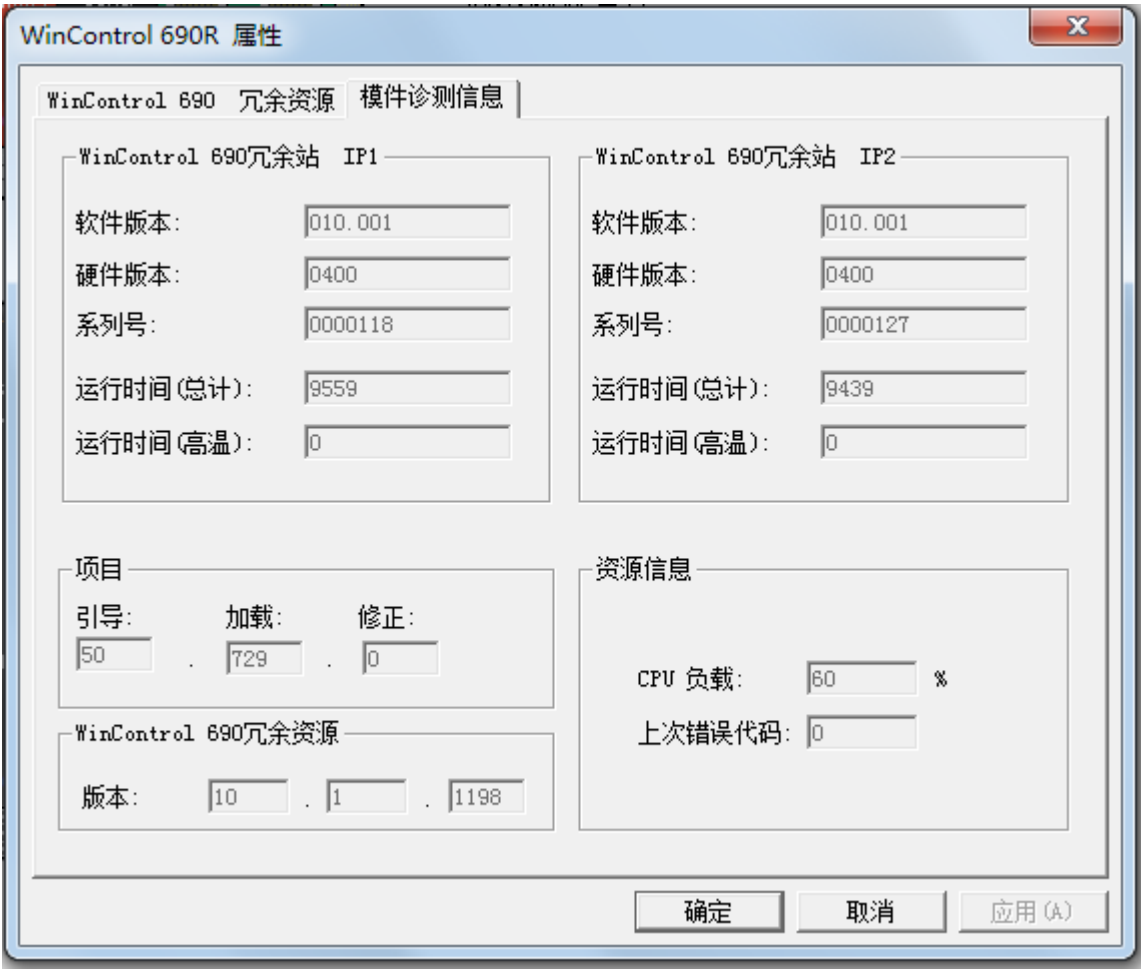 WinControl 690R 属性
WinControl 690 冗余资源 模件诊测信息
WinControl 690冗余站 IP1
软件版本: 010.001
硬件版本: 0400
系列号: 0000118
运行时间(总计): 9559
运行时间(高温): 0
WinControl 690冗余站 IP2
软件版本: 010.001
硬件版本: 0400
系列号: 0000127
运行时间(总计): 9439
运行时间(高温): 0
项目
引导: 加载: 修正:
50 . 729 . 0
WinControl 690冗余资源
版本: 10 . 1 . 1198
资源信息
CPU 负载: 60 %
上次错误代码: 0
确定 取消 应用(A)